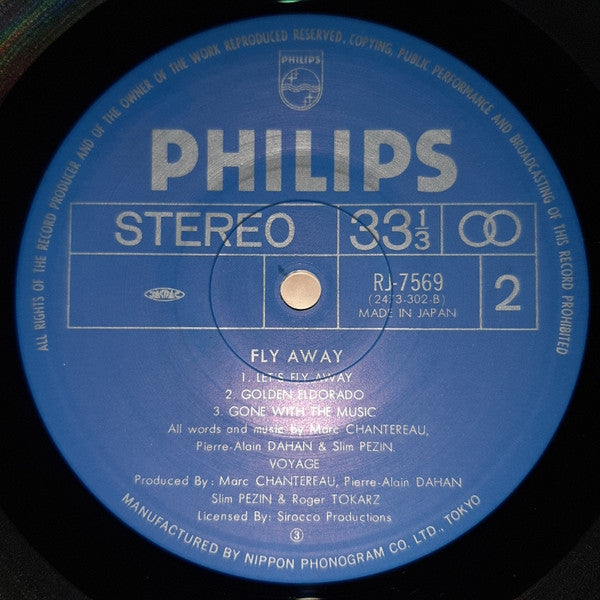 ALL RIGHTS OF THE RECORD PRODUCER AND OF THE OWNER OF THE WORK REPRODUCED RESERVED. COPYING, PUBLIC PERFORMANCE AND BROADCASTING OF THIS RECORD PROHIBITED
PHILIPS
PHILIPS
STEREO 33⅓
JASRAC RJ-7569 2
(2473-302-B)
MADE IN JAPAN
FLY AWAY
1. LET'S FLY AWAY
2. GOLDEN ELDORADO
3. GONE WITH THE MUSIC
All words and music by Marc CHANTEREAU,
Pierre-Alain DAHAN & Slim PEZIN.
VOYAGE
Produced By: Marc CHANTEREAU, Pierre-Alain DAHAN
Slim PEZIN & Roger TOKARZ
Licensed By: Sirocco Productions
③
MANUFACTURED BY NIPPON PHONOGRAM CO. LTD., TOKYO